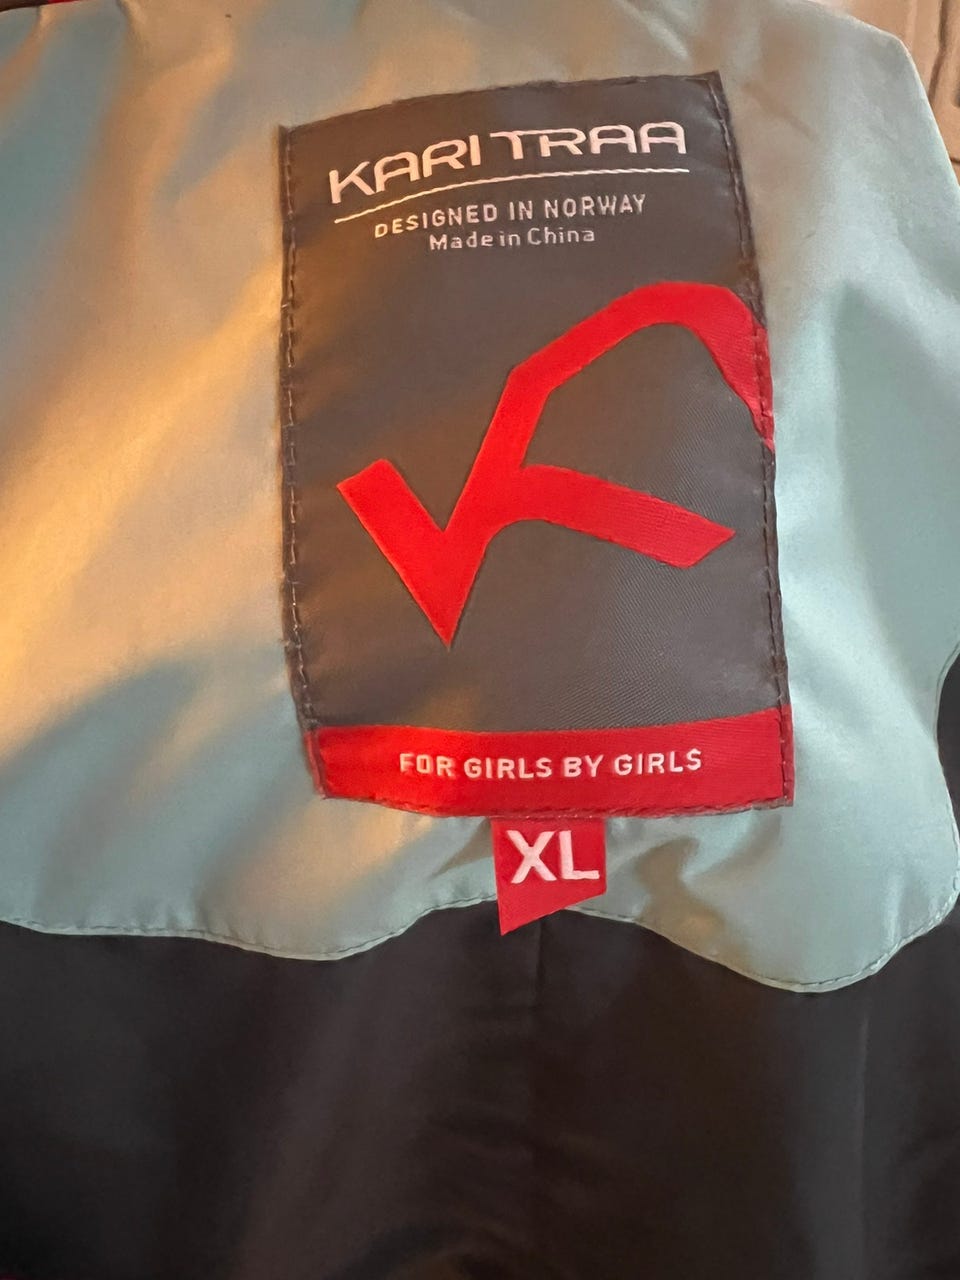 KARI TRAA
DESIGNED IN NORWAY
Made in China
FOR GIRLS BY GIRLS
XL